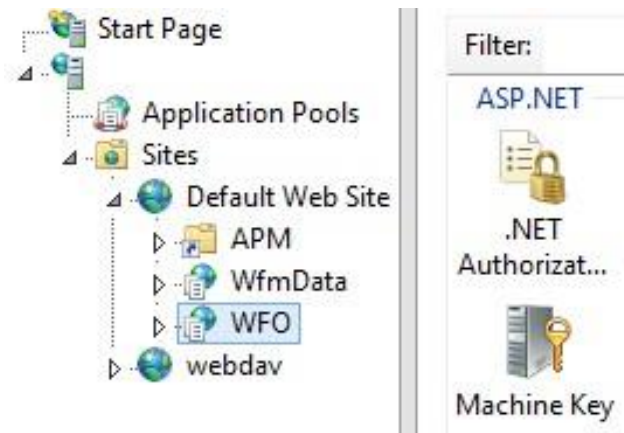 Start Page
Application Pools
Sites
Default Web Site
APM
WfmData
WFO
webdav
Filter:
ASP.NET
.NET
Authorizat...
Machine Key